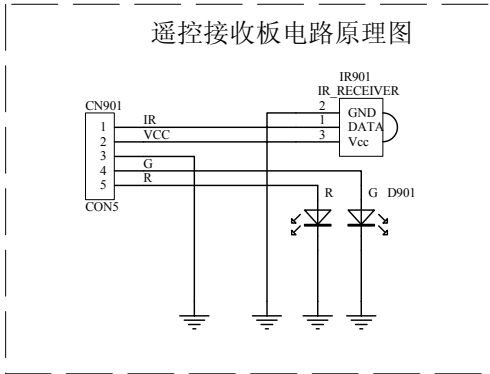 遥控接收板电路原理图
IR901
IR_RECEIVER
CN901
2 GND
1 IR 1 DATA
2 VCC 3 Vcc
3
4 G
5 R
CON5
R G D901